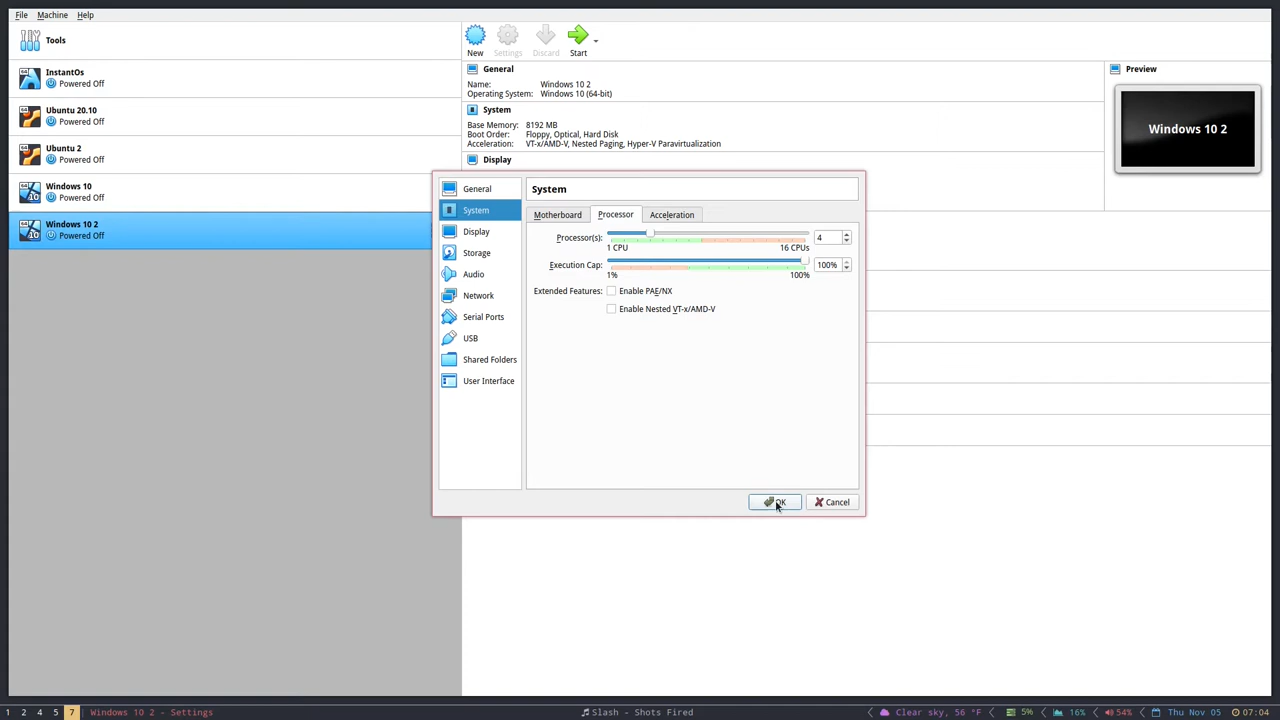 File Machine Help
Tools
InstantOs
Powered Off
Ubuntu 20.10
Powered Off
Ubuntu 2
Powered Off
Windows 10
Powered Off
Windows 10 2
Powered Off
New Settings Discard Start
General
Name: Windows 10 2
Operating System: Windows 10 (64-bit)
System
Base Memory: 8192 MB
Boot Order: Floppy, Optical, Hard Disk
Acceleration: VT-x/AMD-V, Nested Paging, Hyper-V Paravirtualization
Display
Preview
Windows 10 2
General
System
Display
Storage
Audio
Network
Serial Ports
USB
Shared Folders
User Interface
System
Motherboard Processor Acceleration
Processor(s): 4
1 CPU 16 CPUs
Execution Cap: 100%
1% 100%
Extended Features: Enable PAE/NX
Enable Nested VT-x/AMD-V
OK Cancel
1 2 4 5 7 Windows 10 2 - Settings Slash - Shots Fired Clear sky, 56 °F 5% 16% 54% Thu Nov 05 07:04